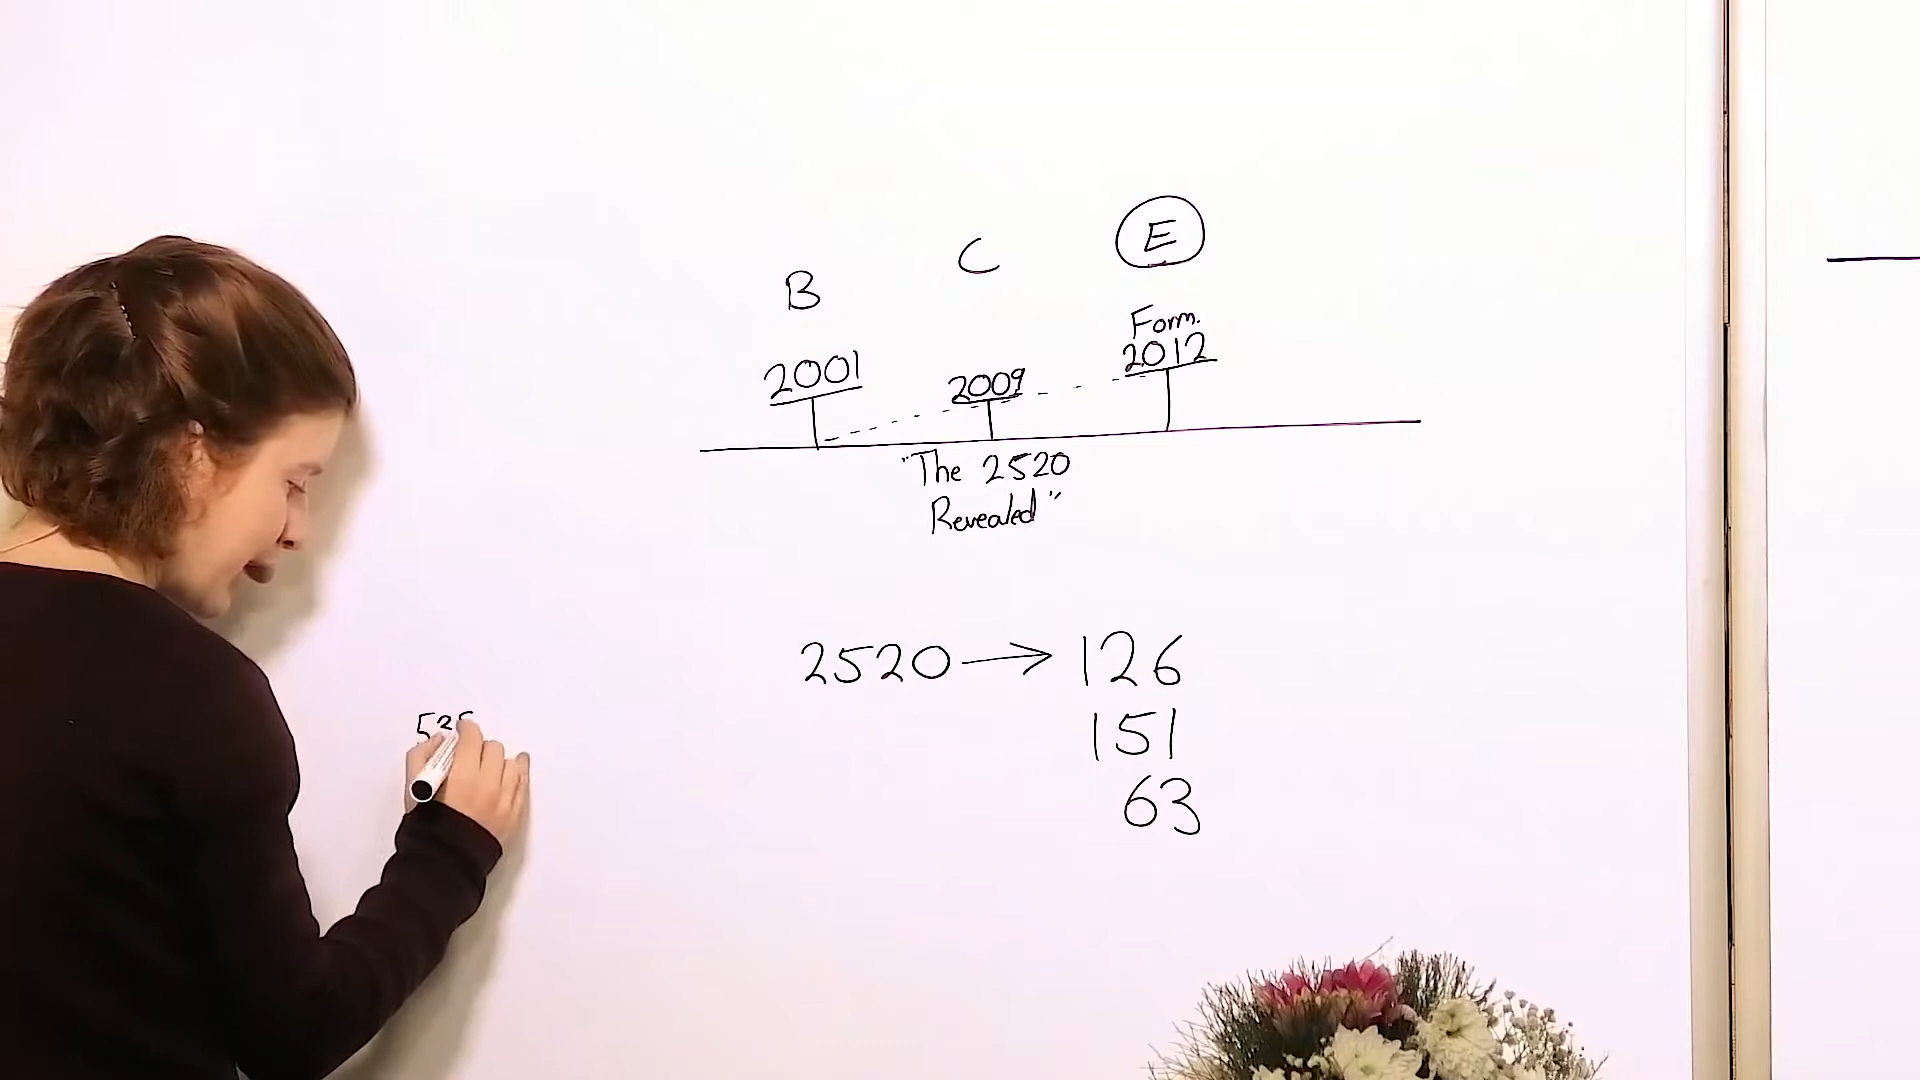 B C E
Form.
2001 2009 2012
"The 2520
Revealed"
2520 → 126
151
63